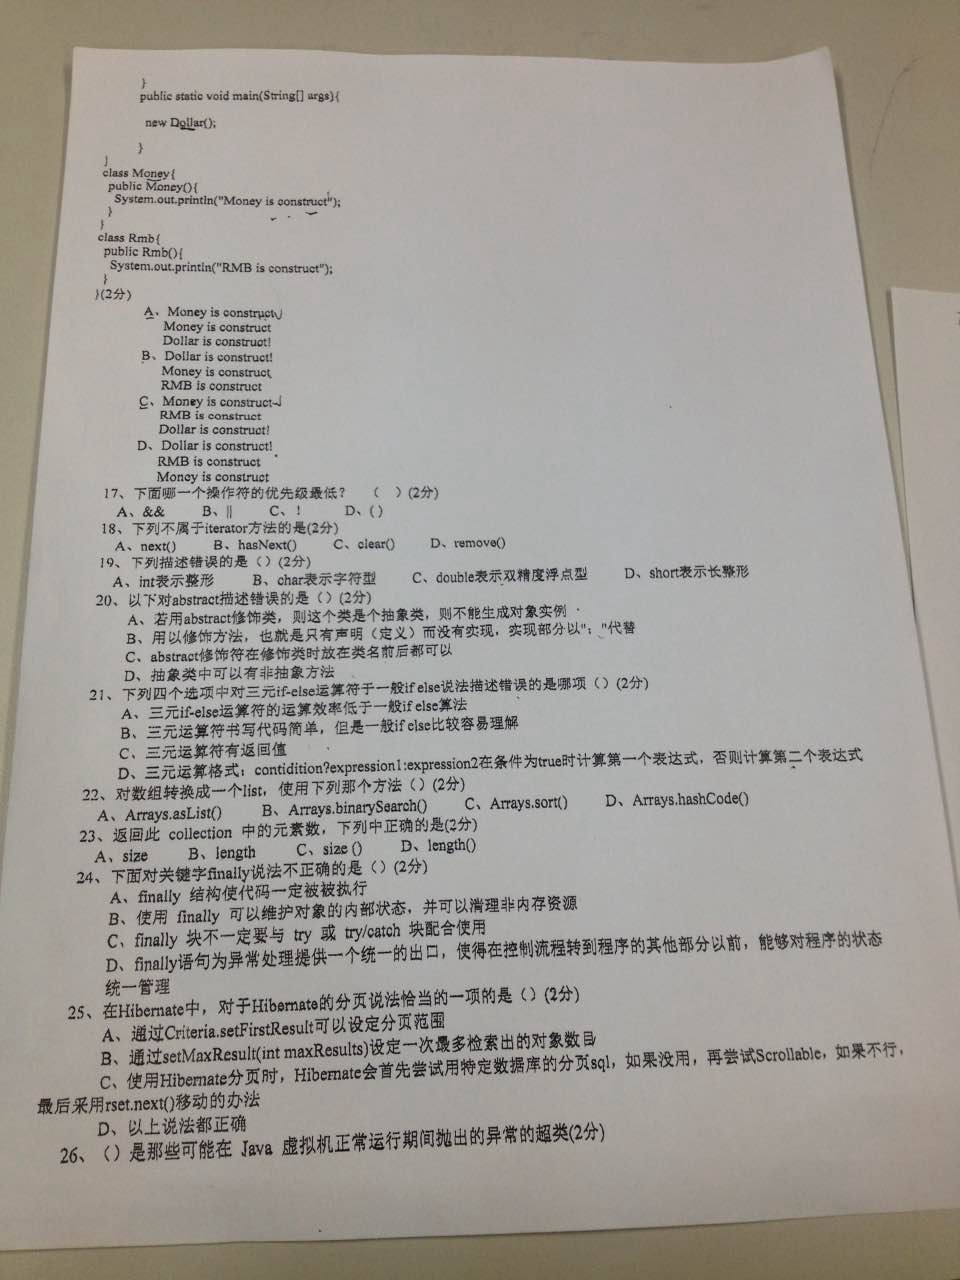 }
public static void main(String[] args){
new Dollar();
}
}
class Money{
public Money(){
System.out.println("Money is construct");
}
}
class Rmb{
public Rmb(){
System.out.println("RMB is construct");
}
}(2分)
A、Money is construct
Money is construct
Dollar is construct!
B、Dollar is construct!
Money is construct
RMB is construct
C、Money is construct
RMB is construct
Dollar is construct!
D、Dollar is construct!
RMB is construct
Money is construct
17、下面哪一个操作符的优先级最低? ( )(2分)
A、&& B、|| C、! D、()
18、下列不属于iterator方法的是(2分)
A、next() B、hasNext() C、clear() D、remove()
19、下列描述错误的是()(2分)
A、int表示整形 B、char表示字符型 C、double表示双精度浮点型 D、short表示长整形
20、以下对abstract描述错误的是()(2分)
A、若用abstract修饰类,则这个类是个抽象类,则不能生成对象实例
B、用以修饰方法,也就是只有声明(定义)而没有实现,实现部分以";"代替
C、abstract修饰符在修饰类时放在类名前后都可以
D、抽象类中可以有非抽象方法
21、下列四个选项中对三元if-else运算符于一般if else说法描述错误的是哪项()(2分)
A、三元if-else运算符的运算效率低于一般if else算法
B、三元运算符书写代码简单,但是一般if else比较容易理解
C、三元运算符有返回值
D、三元运算格式:contidition?expression1:expression2在条件为true时计算第一个表达式,否则计算第二个表达式
22、对数组转换成一个list,使用下列那个方法()(2分)
A、Arrays.asList() B、Arrays.binarySearch() C、Arrays.sort() D、Arrays.hashCode()
23、返回此 collection 中的元素数,下列中正确的是(2分)
A、size B、length C、size () D、length()
24、下面对关键字finally说法不正确的是()(2分)
A、finally 结构使代码一定被被执行
B、使用 finally 可以维护对象的内部状态,并可以清理非内存资源
C、finally 块不一定要与 try 或 try/catch 块配合使用
D、finally语句为异常处理提供一个统一的出口,使得在控制流程转到程序的其他部分以前,能够对程序的状态
统一管理
25、在Hibernate中,对于Hibernate的分页说法恰当的一项的是()(2分)
A、通过Criteria.setFirstResult可以设定分页范围
B、通过setMaxResult(int maxResults)设定一次最多检索出的对象数目
C、使用Hibernate分页时,Hibernate会首先尝试用特定数据库的分页sql,如果没用,再尝试Scrollable,如果不行,
最后采用rset.next()移动的办法
D、以上说法都正确
26、()是那些可能在 Java 虚拟机正常运行期间抛出的异常的超类(2分)